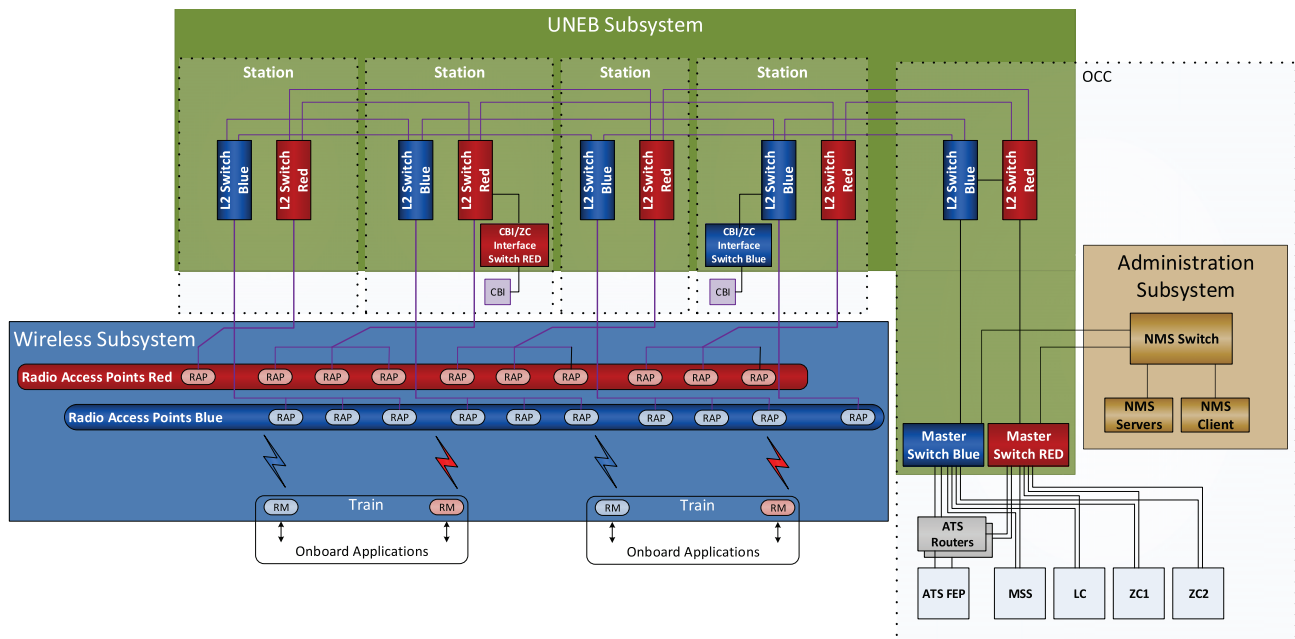 UNEB Subsystem
Station
Station
Station
Station
OCC
L2 Switch
Blue
L2 Switch
Red
L2 Switch
Blue
L2 Switch
Red
L2 Switch
Blue
L2 Switch
Red
L2 Switch
Blue
L2 Switch
Red
L2 Switch
Blue
L2 Switch
Red
CBI/ZC
Interface
Switch RED
CBI
CBI/ZC
Interface
Switch Blue
CBI
Administration
Subsystem
NMS Switch
NMS
Servers
NMS
Client
Wireless Subsystem
Radio Access Points Red
RAP
RAP
RAP
RAP
RAP
RAP
RAP
RAP
RAP
RAP
Radio Access Points Blue
RAP
RAP
RAP
RAP
RAP
RAP
RAP
RAP
RAP
RAP
Master
Switch Blue
Master
Switch RED
RM
Train
RM
Onboard Applications
RM
Train
RM
Onboard Applications
ATS
Routers
ATS FEP
MSS
LC
ZC1
ZC2